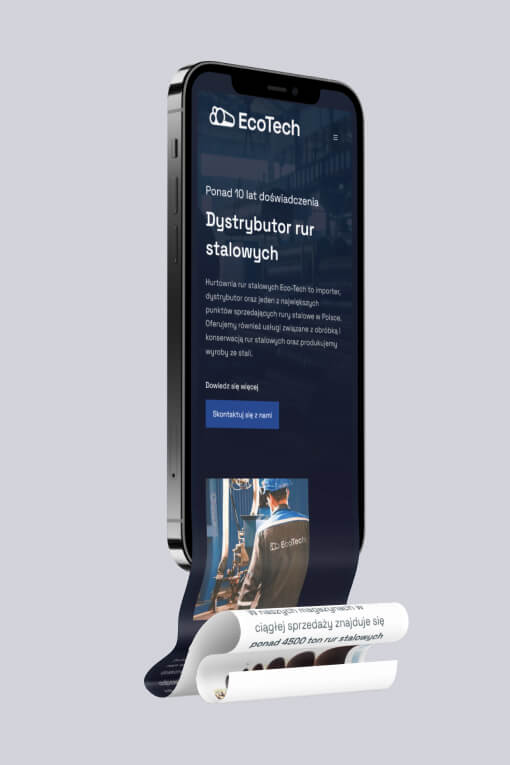 EcoTech
Ponad 10 lat doświadczenia
Dystrybutor rur
stalowych
Hurtownia rur stalowych Eco-Tech to importer,
dystrybutor oraz jeden z największych
punktów sprzedających rury stalowe w Polsce.
Oferujemy również usługi związane z obróbką i
konserwacją rur stalowych oraz produkujemy
wyroby ze stali.
Dowiedz się więcej
Skontaktuj się z nami
EcoTech
w naszych magazynach w
ciągłej sprzedaży znajduje się
ponad 4500 ton rur stalowych